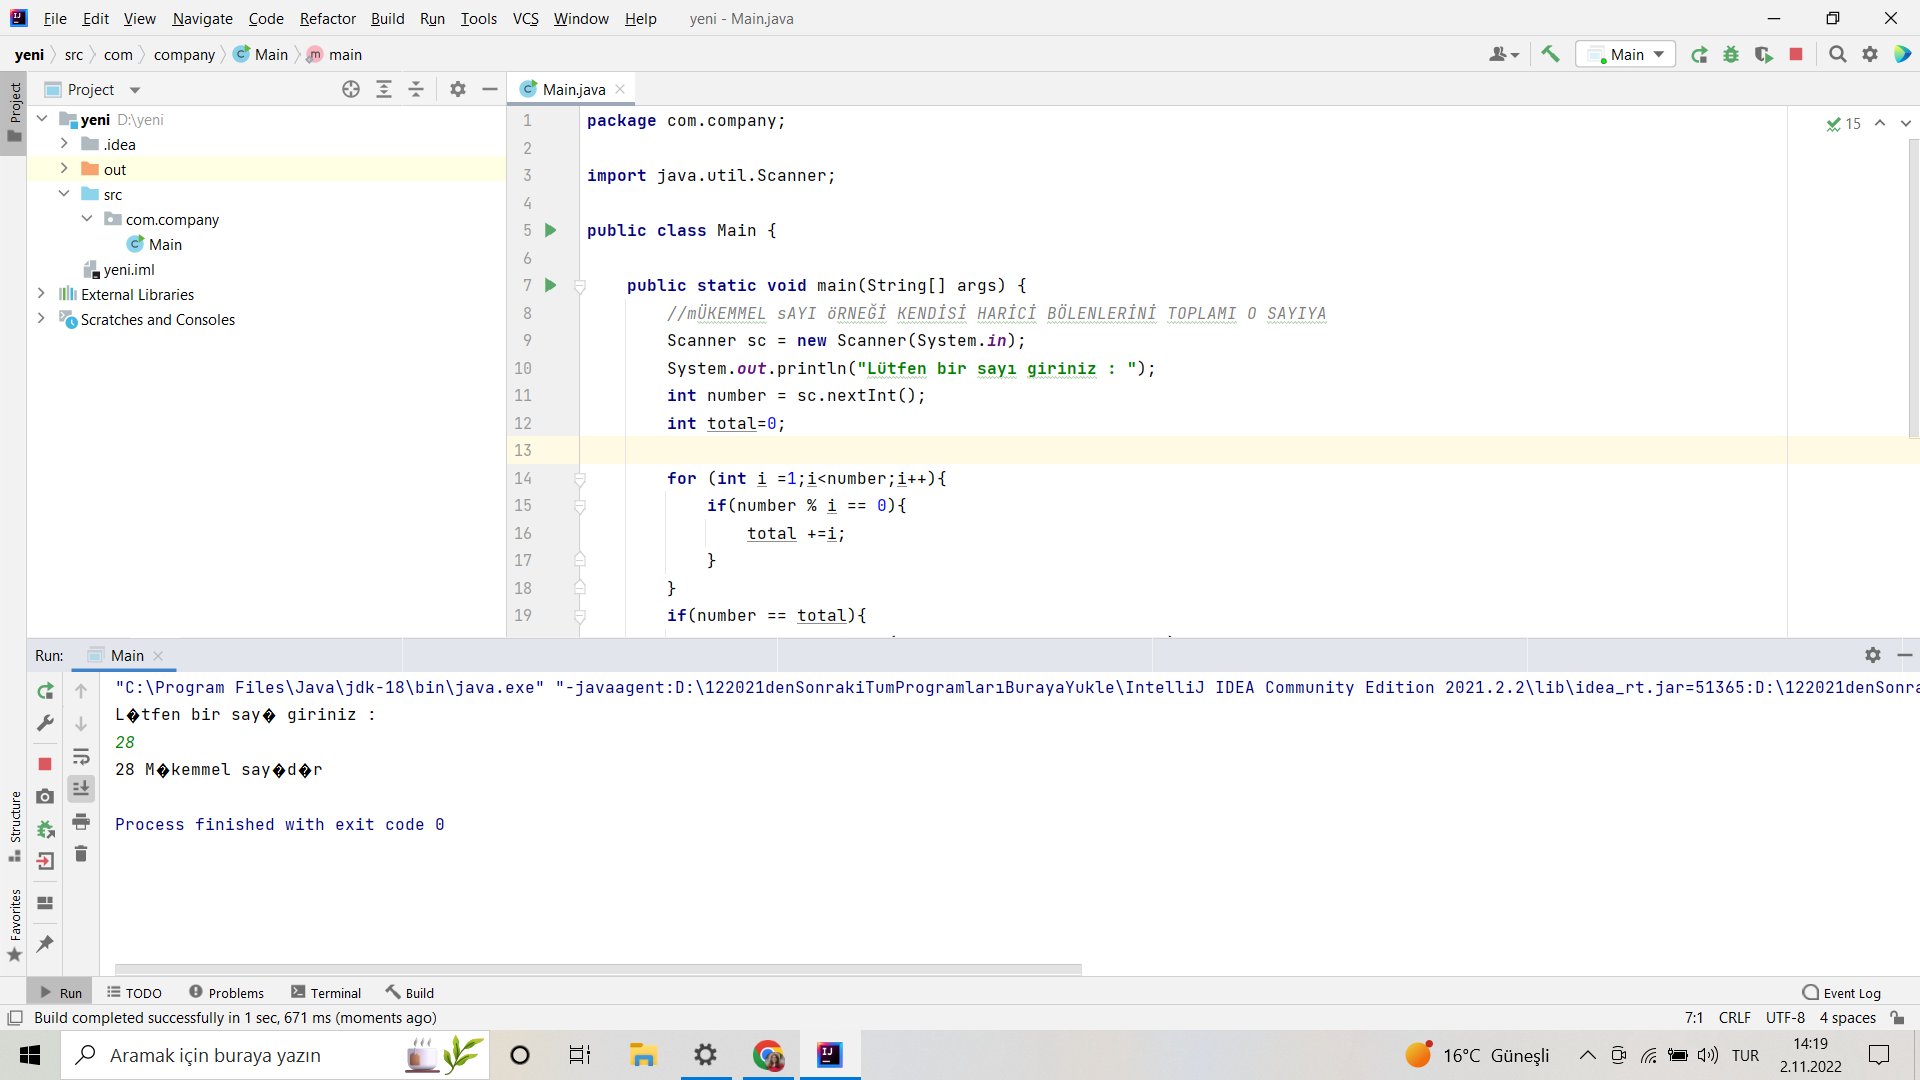 File Edit View Navigate Code Refactor Build Run Tools VCS Window Help yeni - Main.java
yeni src com company Main main
Main
Project
Main.java
yeni D:\yeni
.idea
out
src
com.company
Main
yeni.iml
External Libraries
Scratches and Consoles
Project
Structure
Favorites
15
1 package com.company;
2
3 import java.util.Scanner;
4
5 public class Main {
6
7 public static void main(String[] args) {
8 //mÜKEMMEL sAYI öRNEĞİ KENDİSİ HARİCİ BÖLENLERİNİ TOPLAMI O SAYIYA
9 Scanner sc = new Scanner(System.in);
10 System.out.println("Lütfen bir sayı giriniz : ");
11 int number = sc.nextInt();
12 int total=0;
13
14 for (int i =1;i<number;i++){
15 if(number % i == 0){
16 total +=i;
17 }
18 }
19 if(number == total){
Run: Main
"C:\Program Files\Java\jdk-18\bin\java.exe" "-javaagent:D:\122021denSonrakiTumProgramlarıBurayaYukle\IntelliJ IDEA Community Edition 2021.2.2\lib\idea_rt.jar=51365:D:\122021denSonra
L�tfen bir say� giriniz :
28
28 M�kemmel say�d�r
Process finished with exit code 0
Run TODO Problems Terminal Build Event Log
Build completed successfully in 1 sec, 671 ms (moments ago) 7:1 CRLF UTF-8 4 spaces
Aramak için buraya yazın
16°C Güneşli TUR
14:19
2.11.2022